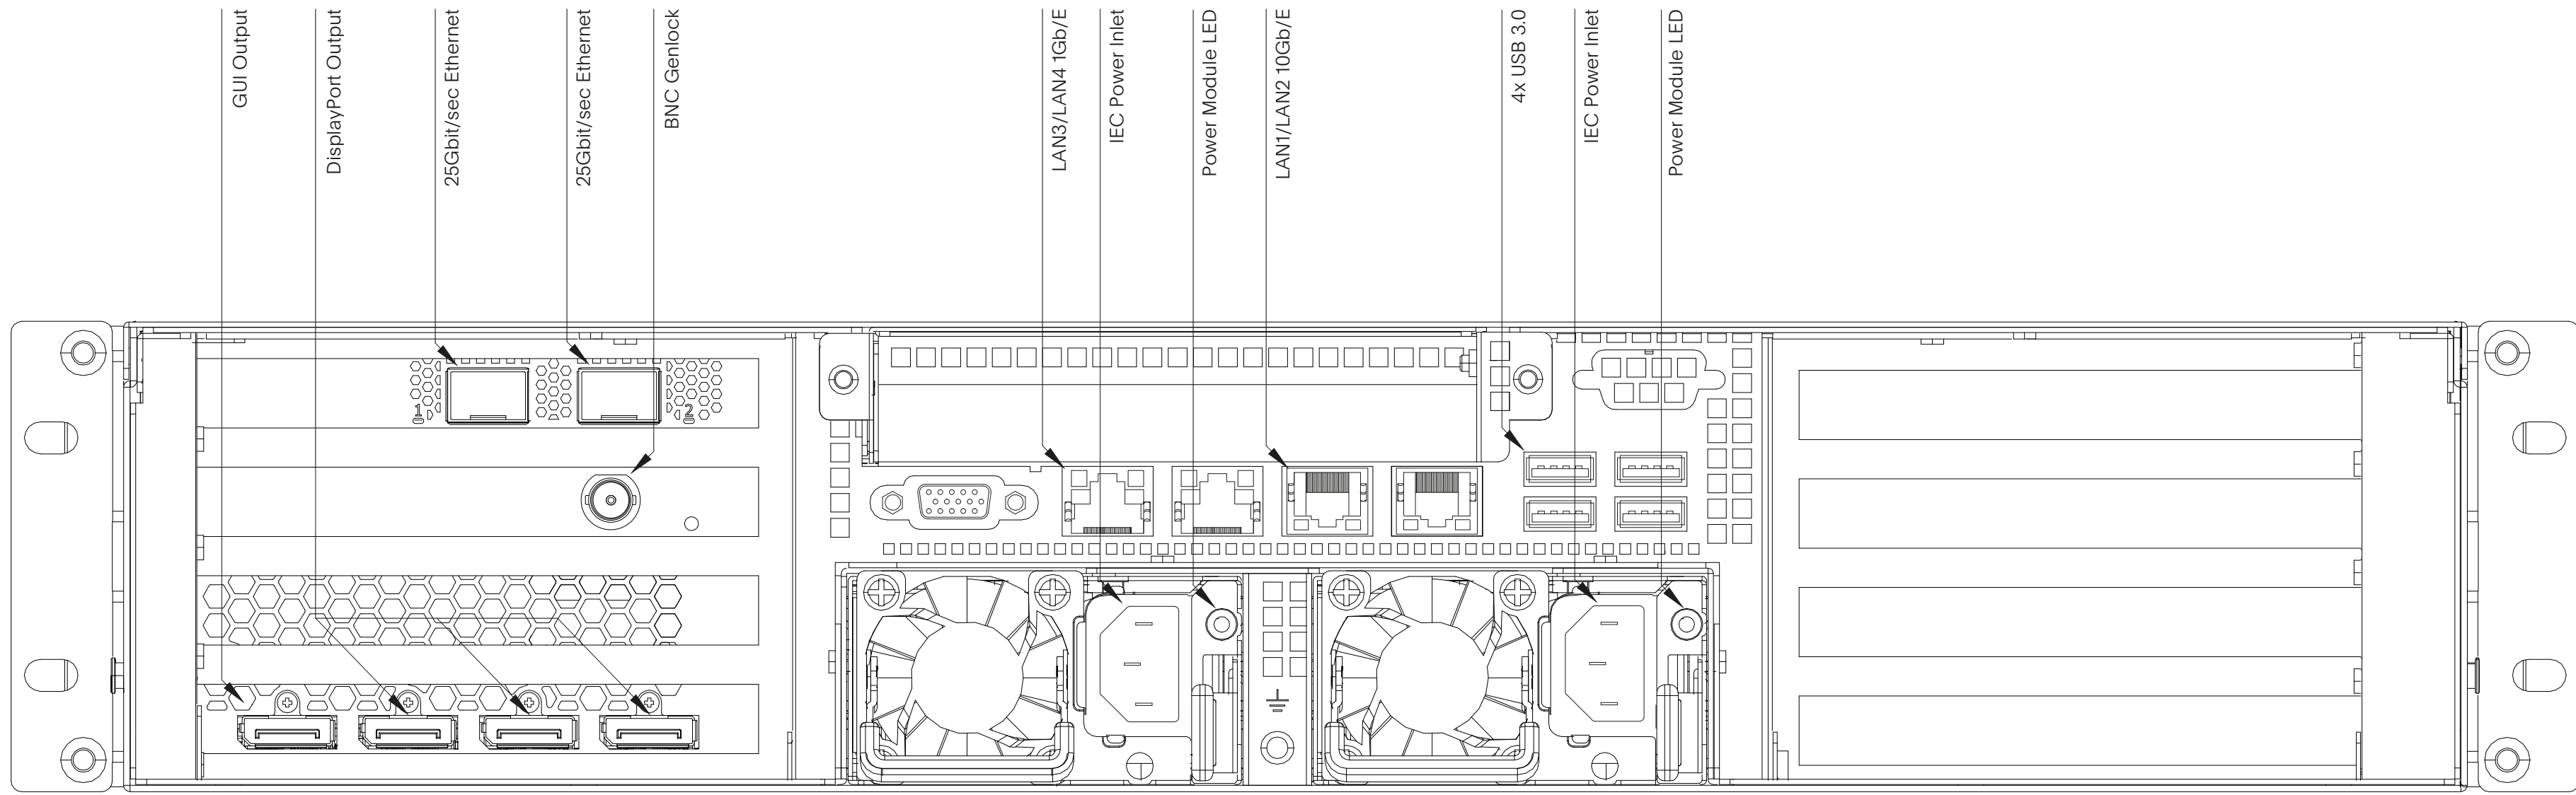 GUI Output
DisplayPort Output
25Gbit/sec Ethernet
25Gbit/sec Ethernet
BNC Genlock
LAN3/LAN4 1Gb/E
IEC Power Inlet
Power Module LED
LAN1/LAN2 10Gb/E
4x USB 3.0
IEC Power Inlet
Power Module LED
1
2